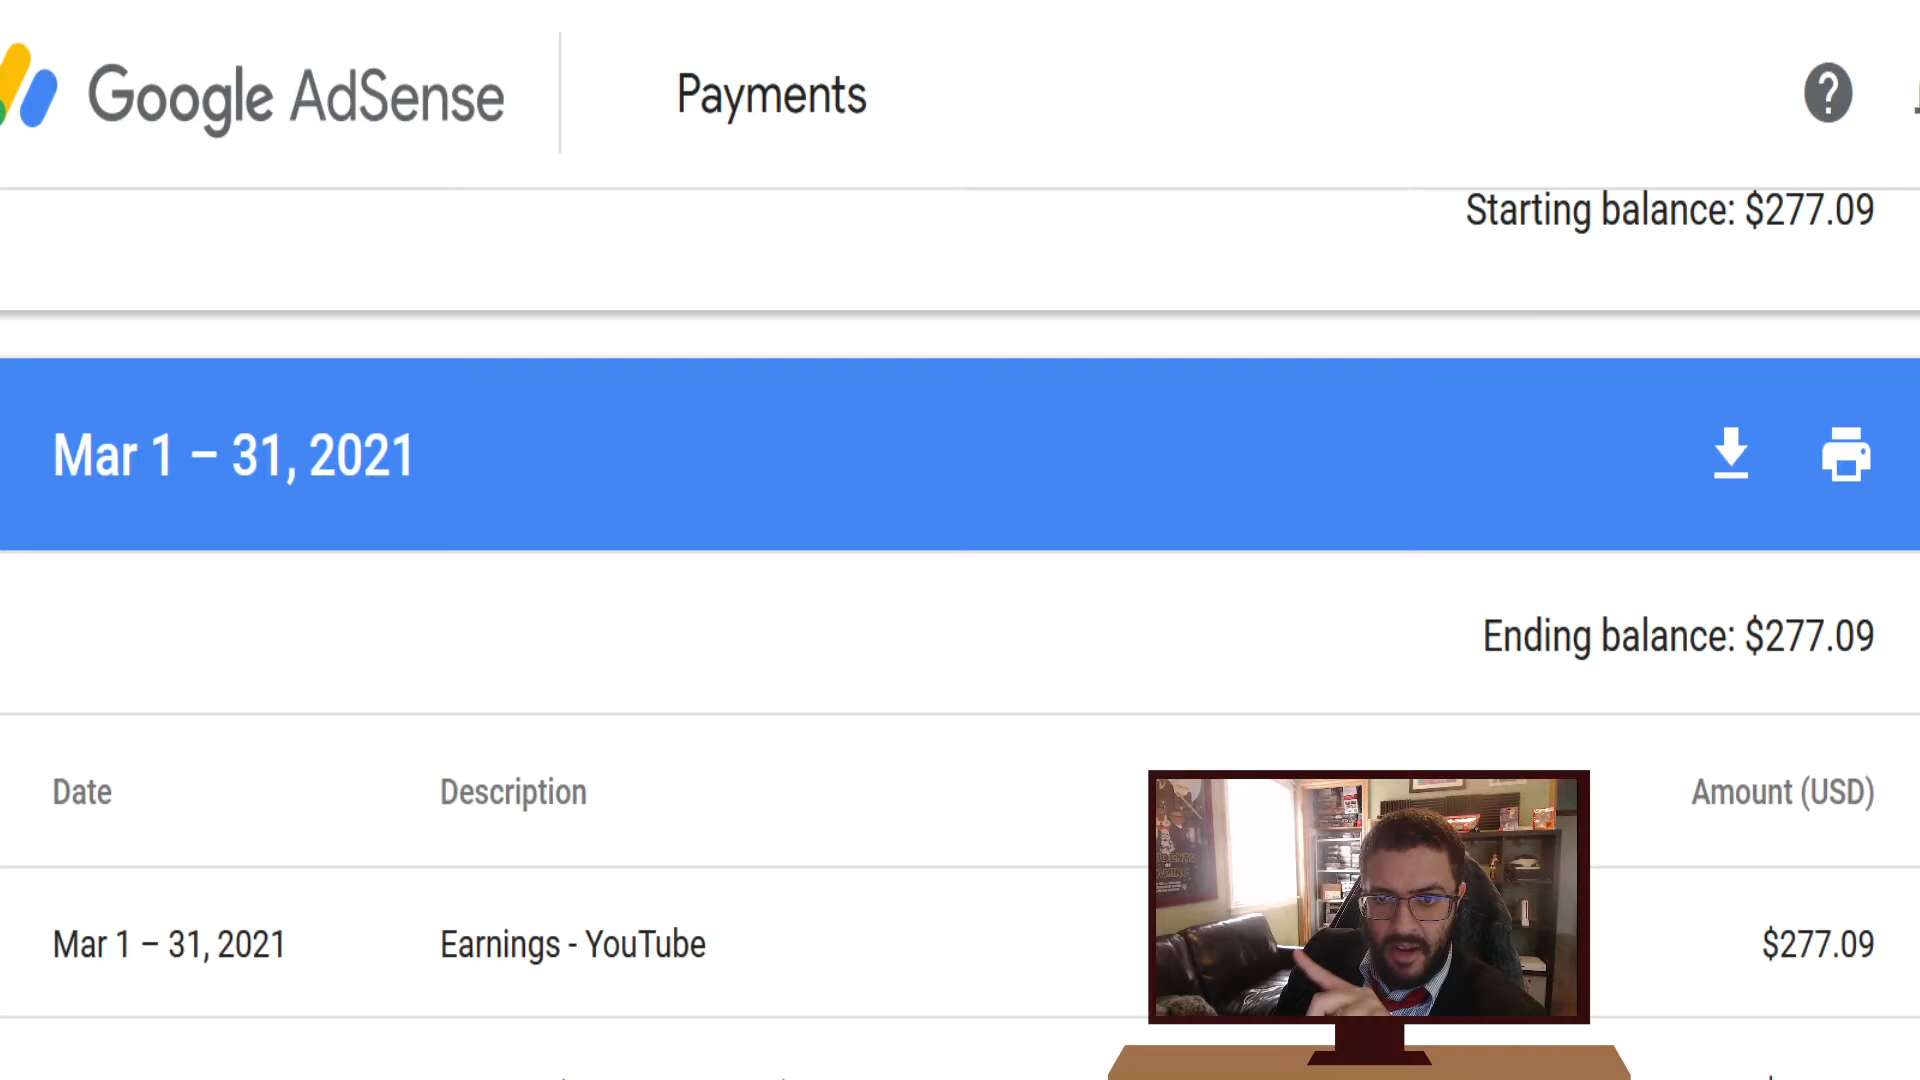 Google AdSense
Payments
Starting balance: $277.09
Mar 1 – 31, 2021
Ending balance: $277.09
Date Description Amount (USD)
Mar 1 – 31, 2021 Earnings - YouTube $277.09